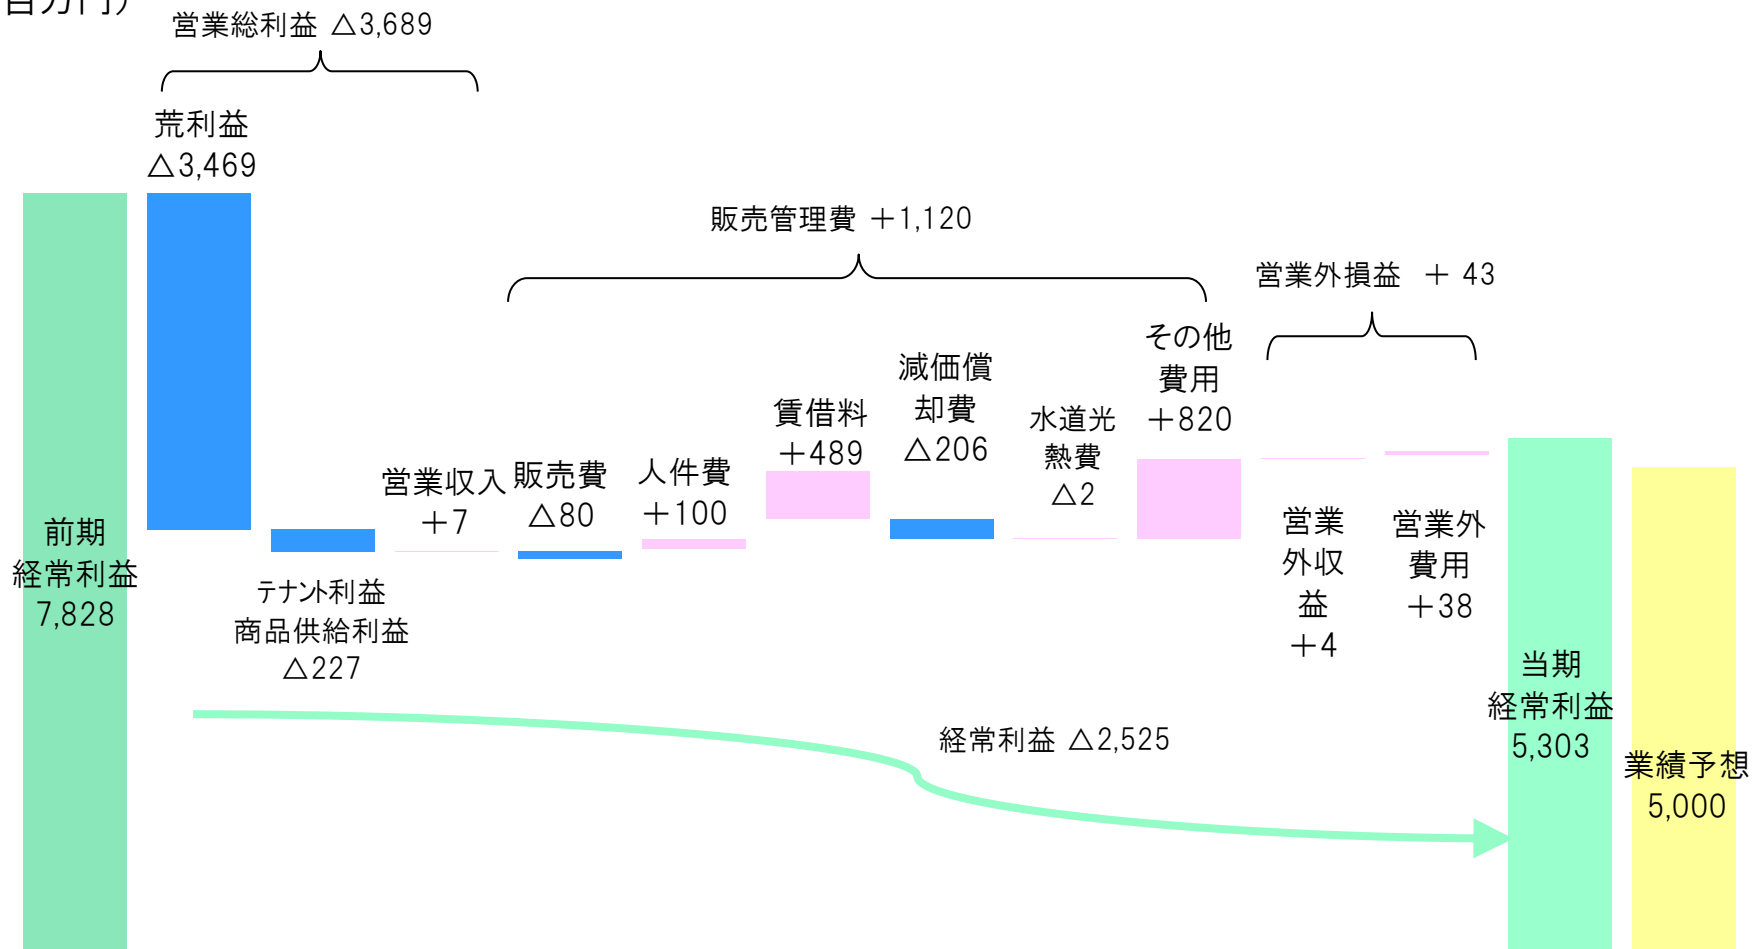 百万円）
営業総利益 △3,689
荒利益
△3,469
販売管理費 ＋1,120
営業外損益 ＋ 43
その他
費用
＋820
減価償
却費
△206
賃借料
＋489
水道光
熱費
△2
人件費
＋100
販売費
△80
営業収入
＋7
前期
経常利益
7,828
テナント利益
商品供給利益
△227
営業
外収
益
＋4
営業外
費用
＋38
当期
経常利益
5,303
経常利益 △2,525
業績予想
5,000